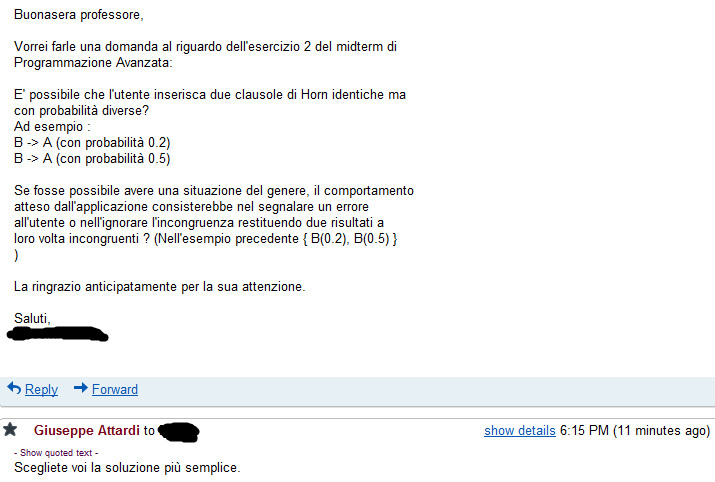 Buonasera professore,
Vorrei farle una domanda al riguardo dell'esercizio 2 del midterm di
Programmazione Avanzata:
E' possibile che l'utente inserisca due clausole di Horn identiche ma
con probabilità diverse?
Ad esempio :
B -> A (con probabilità 0.2)
B -> A (con probabilità 0.5)
Se fosse possibile avere una situazione del genere, il comportamento
atteso dall'applicazione consisterebbe nel segnalare un errore
all'utente o nell'ignorare l'incongruenza restituendo due risultati a
loro volta incongruenti ? (Nell'esempio precedente { B(0.2), B(0.5) }
)
La ringrazio anticipatamente per la sua attenzione.
Saluti,
Reply Forward
Giuseppe Attardi to show details 6:15 PM (11 minutes ago)
- Show quoted text -
Scegliete voi la soluzione più semplice.